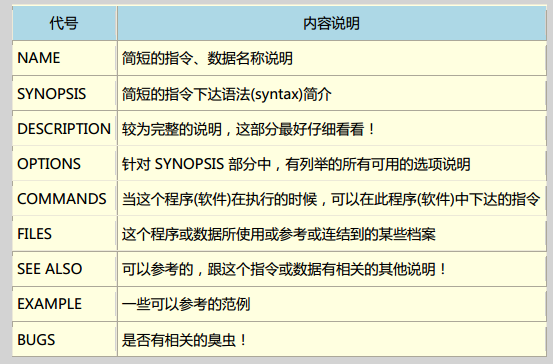 代号 内容说明
NAME 简短的指令、数据名称说明
SYNOPSIS 简短的指令下达语法(syntax)简介
DESCRIPTION 较为完整的说明，这部分最好仔细看看！
OPTIONS 针对 SYNOPSIS 部分中，有列举的所有可用的选项说明
COMMANDS 当这个程序(软件)在执行的时候，可以在此程序(软件)中下达的指令
FILES 这个程序或数据所使用或参考或连结到的某些档案
SEE ALSO 可以参考的，跟这个指令或数据有相关的其他说明！
EXAMPLE 一些可以参考的范例
BUGS 是否有相关的臭虫！